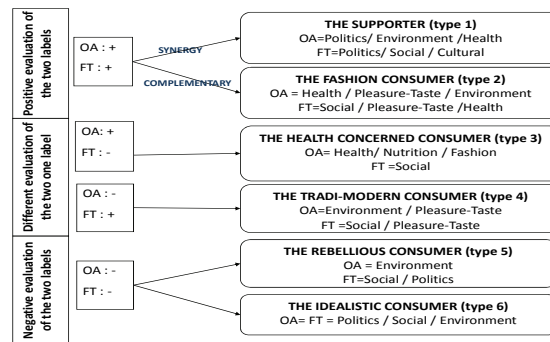 Positive evaluation of
the two labels
OA : +
FT : +
SYNERGY
COMPLEMENTARY
THE SUPPORTER (type 1)
OA=Politics/ Environment /Health
FT=Politics/ Social / Cultural
THE FASHION CONSUMER (type 2)
OA = Health / Pleasure-Taste / Environment
FT=Social / Pleasure-Taste /Health
Different evaluation of
the two one label
OA: +
FT : -
THE HEALTH CONCERNED CONSUMER (type 3)
OA= Health/ Nutrition / Fashion
FT =Social
OA : -
FT : +
THE TRADI-MODERN CONSUMER (type 4)
OA=Environment / Pleasure-Taste
FT =Social / Pleasure-Taste
Negative evaluation
of the two labels
OA : -
FT : -
THE REBELLIOUS CONSUMER (type 5)
OA = Environment
FT=Social / Politics
THE IDEALISTIC CONSUMER (type 6)
OA= FT = Politics / Social / Environment